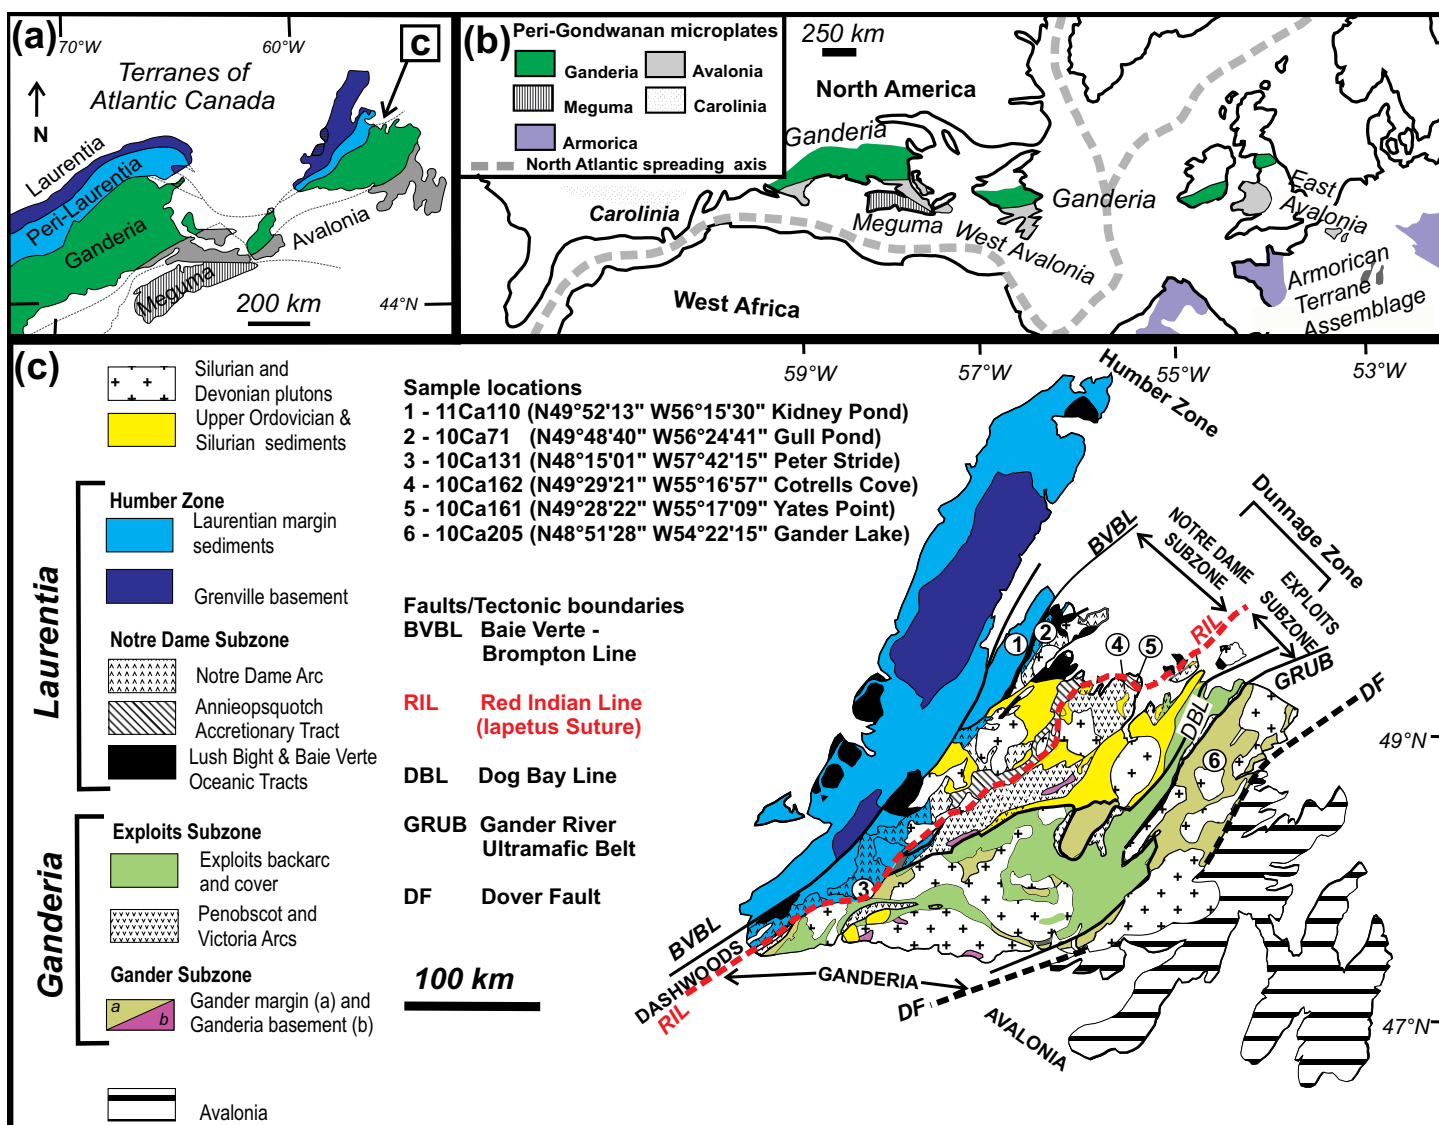 (a)
70°W
60°W
c
Terranes of
Atlantic Canada
N
Laurentia
Peri-Laurentia
Ganderia
Avalonia
Meguma
200 km
44°N
(b)
Peri-Gondwanan microplates
Ganderia
Avalonia
Meguma
Carolinia
Armorica
North Atlantic spreading axis
250 km
North America
Ganderia
Carolinia
Meguma
West Avalonia
Ganderia
East
Avalonia
West Africa
Armorican
Terrane
Assemblage
(c)
Silurian and
Devonian plutons
Upper Ordovician &
Silurian sediments
Laurentia
Humber Zone
Laurentian margin
sediments
Grenville basement
Notre Dame Subzone
Notre Dame Arc
Annieopsquotch
Accretionary Tract
Lush Bight & Baie Verte
Oceanic Tracts
Ganderia
Exploits Subzone
Exploits backarc
and cover
Penobscot and
Victoria Arcs
Gander Subzone
a
b
Gander margin (a) and
Ganderia basement (b)
Avalonia
Sample locations
1 - 11Ca110 (N49°52'13" W56°15'30" Kidney Pond)
2 - 10Ca71 (N49°48'40" W56°24'41" Gull Pond)
3 - 10Ca131 (N48°15'01" W57°42'15" Peter Stride)
4 - 10Ca162 (N49°29'21" W55°16'57" Cotrells Cove)
5 - 10Ca161 (N49°28'22" W55°17'09" Yates Point)
6 - 10Ca205 (N48°51'28" W54°22'15" Gander Lake)
Faults/Tectonic boundaries
BVBL Baie Verte -
Brompton Line
RIL Red Indian Line
(Iapetus Suture)
DBL Dog Bay Line
GRUB Gander River
Ultramafic Belt
DF Dover Fault
100 km
59°W
57°W
55°W
53°W
Humber Zone
Dunnage Zone
BVBL
NOTRE DAME
SUBZONE
EXPLOITS
SUBZONE
RIL
GRUB
DF
DBL
1
2
4
5
6
3
49°N
47°N
BVBL
DASHWOODS
RIL
GANDERIA
DF
AVALONIA